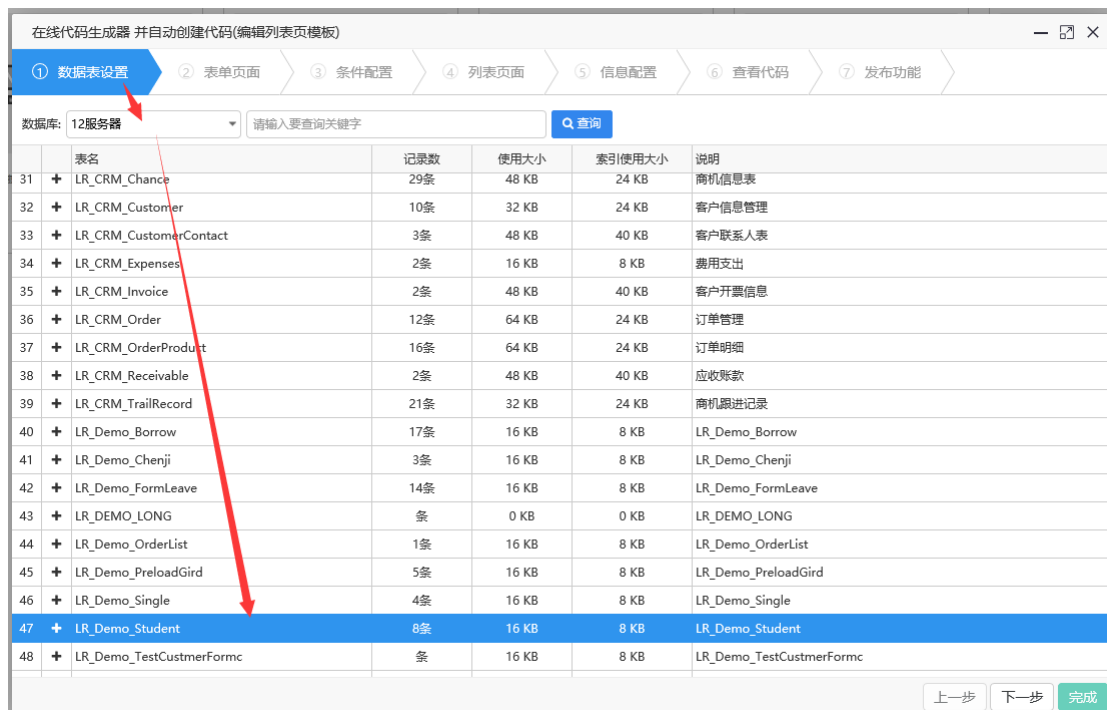 在线代码生成器 并自动创建代码(编辑列表页模板)
① 数据表设置 ② 表单页面 ③ 条件配置 ④ 列表页面 ⑤ 信息配置 ⑥ 查看代码 ⑦ 发布功能
数据库: 12服务器 请输入要查询关键字 查询
表名 记录数 使用大小 索引使用大小 说明
31 LR_CRM_Chance 29条 48 KB 24 KB 商机信息表
32 LR_CRM_Customer 10条 32 KB 24 KB 客户信息管理
33 LR_CRM_CustomerContact 3条 48 KB 40 KB 客户联系人表
34 LR_CRM_Expenses 2条 16 KB 8 KB 费用支出
35 LR_CRM_Invoice 2条 48 KB 40 KB 客户开票信息
36 LR_CRM_Order 12条 64 KB 24 KB 订单管理
37 LR_CRM_OrderProduct 16条 64 KB 24 KB 订单明细
38 LR_CRM_Receivable 2条 48 KB 40 KB 应收账款
39 LR_CRM_TrailRecord 21条 32 KB 24 KB 商机跟进记录
40 LR_Demo_Borrow 17条 16 KB 8 KB LR_Demo_Borrow
41 LR_Demo_Chenji 3条 16 KB 8 KB LR_Demo_Chenji
42 LR_Demo_FormLeave 14条 16 KB 8 KB LR_Demo_FormLeave
43 LR_DEMO_LONG 条 0 KB 0 KB LR_DEMO_LONG
44 LR_Demo_OrderList 1条 16 KB 8 KB LR_Demo_OrderList
45 LR_Demo_PreloadGird 5条 16 KB 8 KB LR_Demo_PreloadGird
46 LR_Demo_Single 4条 16 KB 8 KB LR_Demo_Single
47 LR_Demo_Student 8条 16 KB 8 KB LR_Demo_Student
48 LR_Demo_TestCustmerFormc 条 16 KB 8 KB LR_Demo_TestCustmerFormc
上一步 下一步 完成